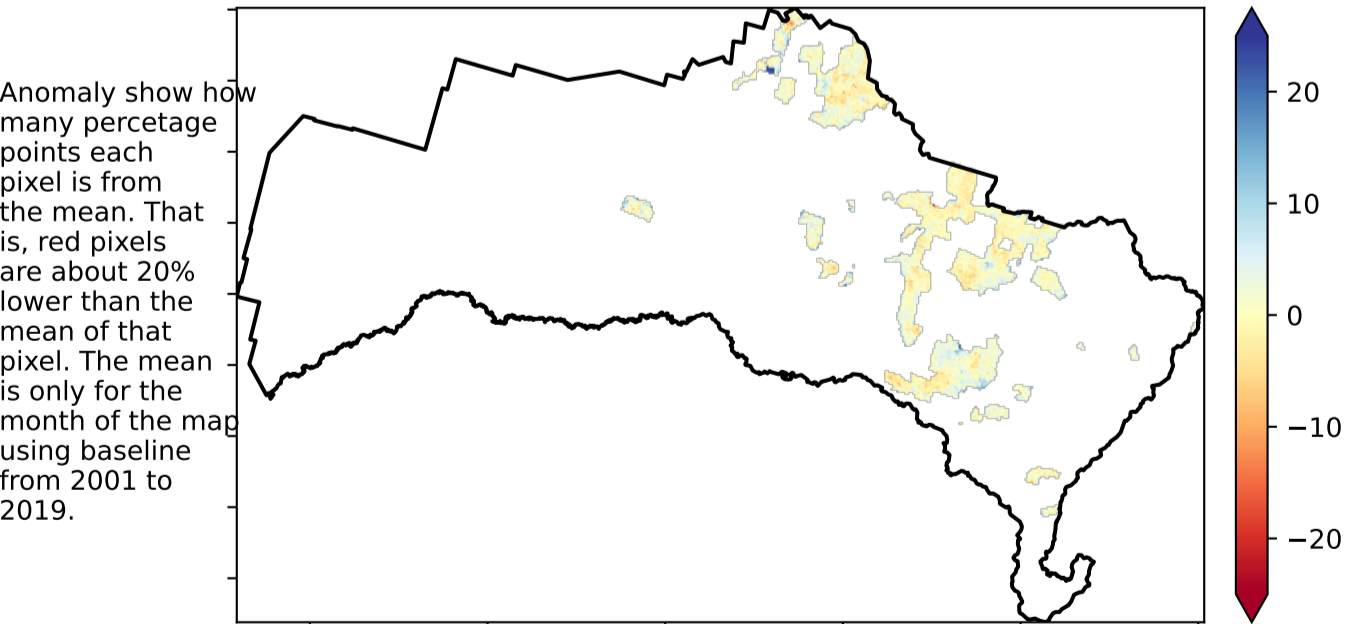 Anomaly show how
many percetage
points each
pixel is from
the mean. That
is, red pixels
are about 20%
lower than the
mean of that
pixel. The mean
is only for the
month of the map
using baseline
from 2001 to
2019.
20
10
0
−10
−20